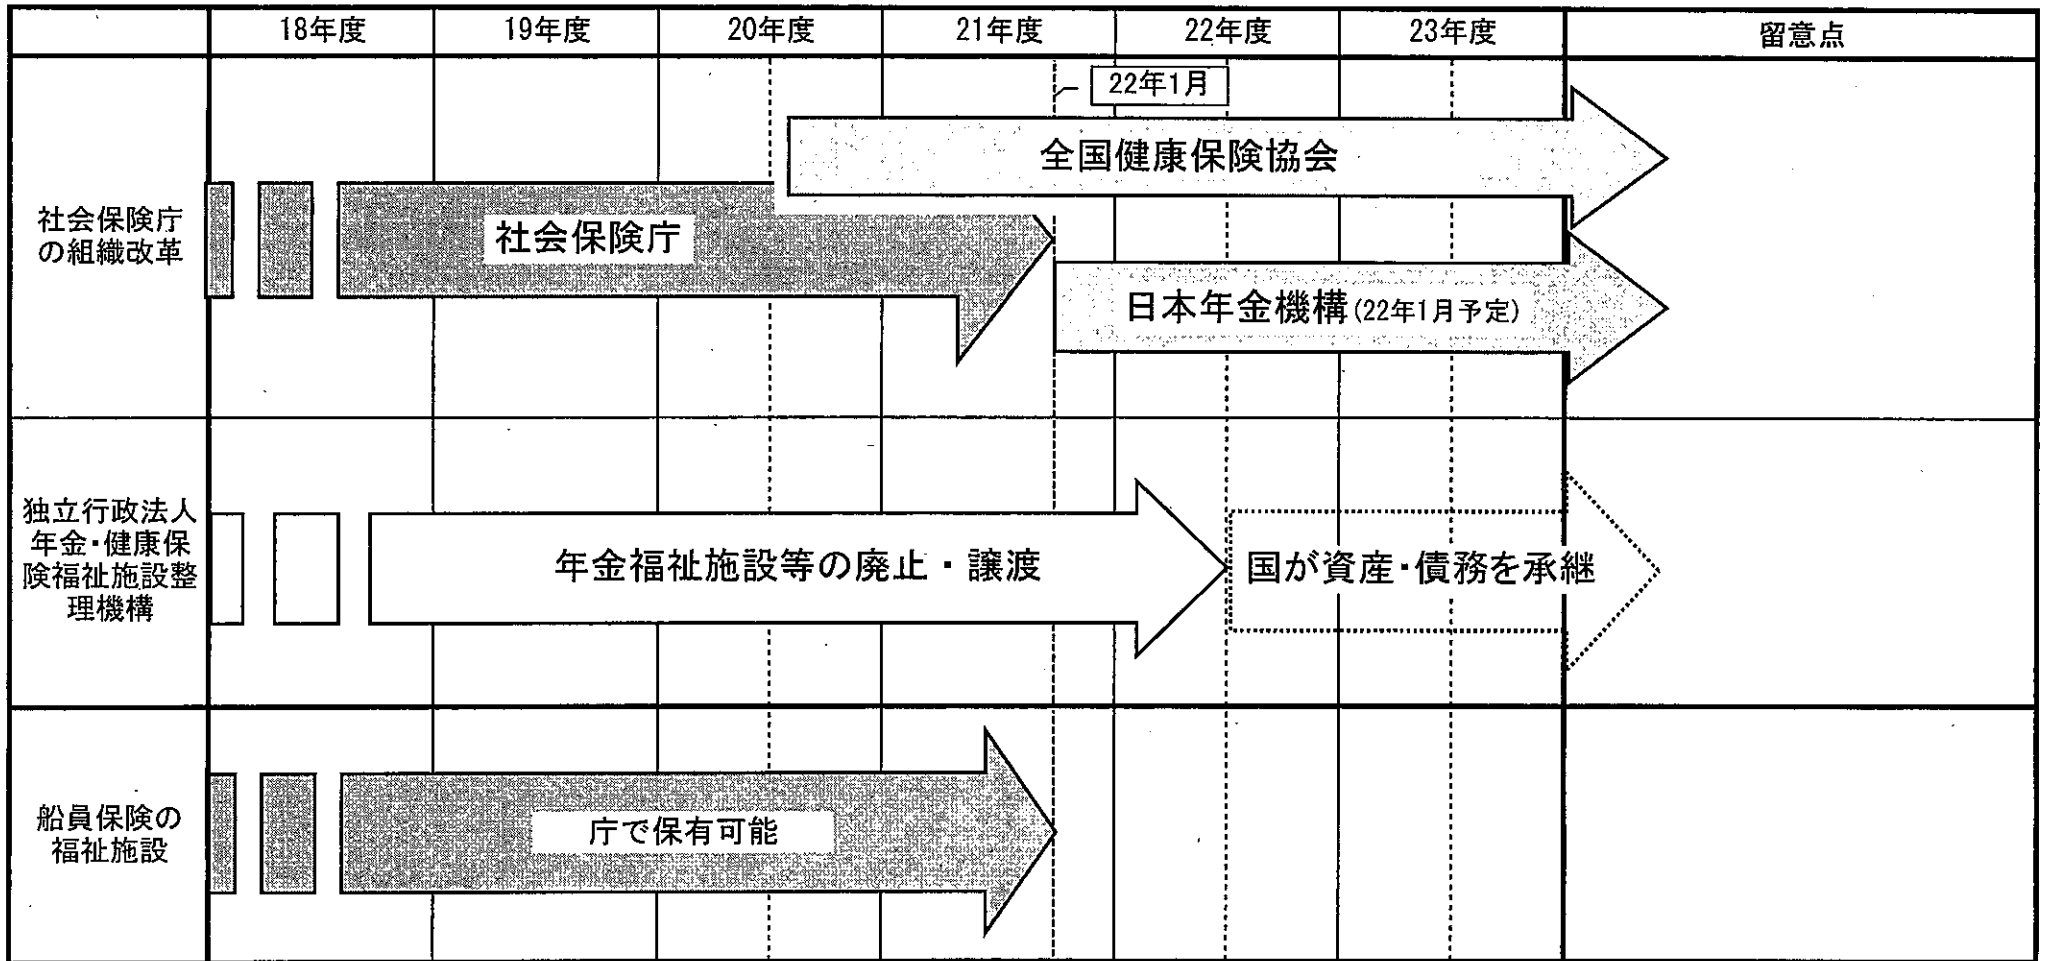 18年度 19年度 20年度 21年度 22年度 23年度 留意点
22年1月
全国健康保険協会
社会保険庁
の組織改革
社会保険庁
日本年金機構(22年1月予定)
独立行政法人
年金・健康保
険福祉施設整
理機構
年金福祉施設等の廃止・譲渡
国が資産・債務を承継
船員保険の
福祉施設
庁で保有可能